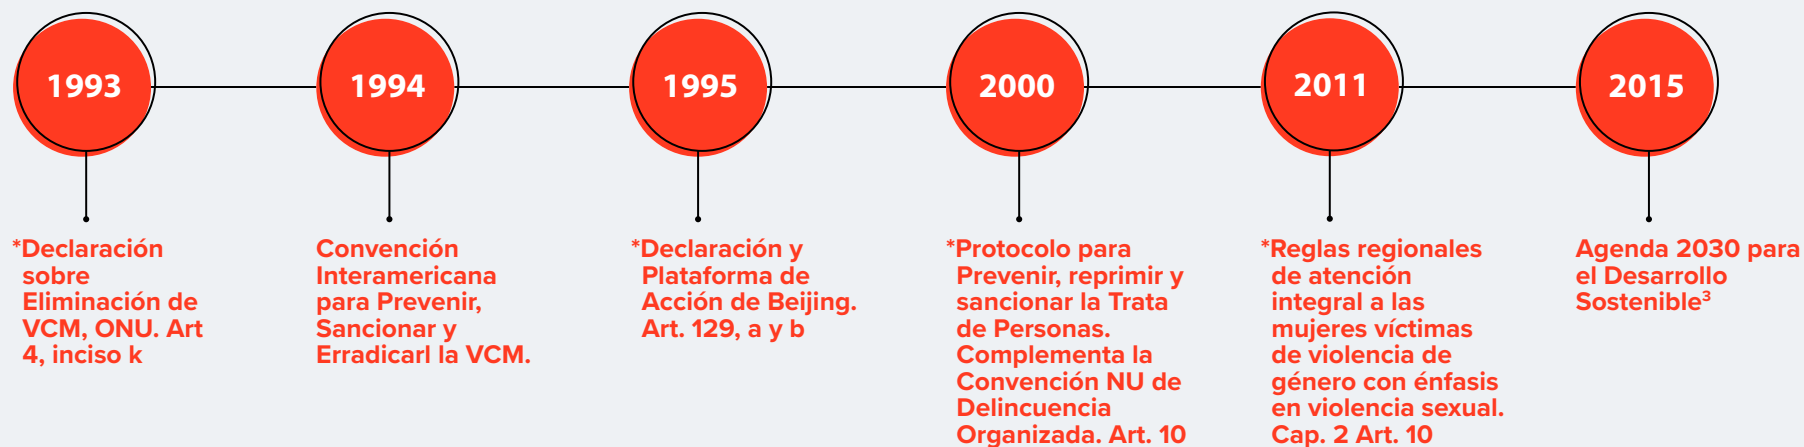 1993
1994
1995
2000
2011
2015
*Declaración
sobre
Eliminación de
VCM, ONU. Art
4, inciso k
Convención
Interamericana
para Prevenir,
Sancionar y
Erradicarl la VCM.
*Declaración y
Plataforma de
Acción de Beijing.
Art. 129, a y b
*Protocolo para
Prevenir, reprimir y
sancionar la Trata
de Personas.
Complementa la
Convención NU de
Delincuencia
Organizada. Art. 10
*Reglas regionales
de atención
integral a las
mujeres víctimas
de violencia de
género con énfasis
en violencia sexual.
Cap. 2 Art. 10
Agenda 2030 para
el Desarrollo
Sostenible³